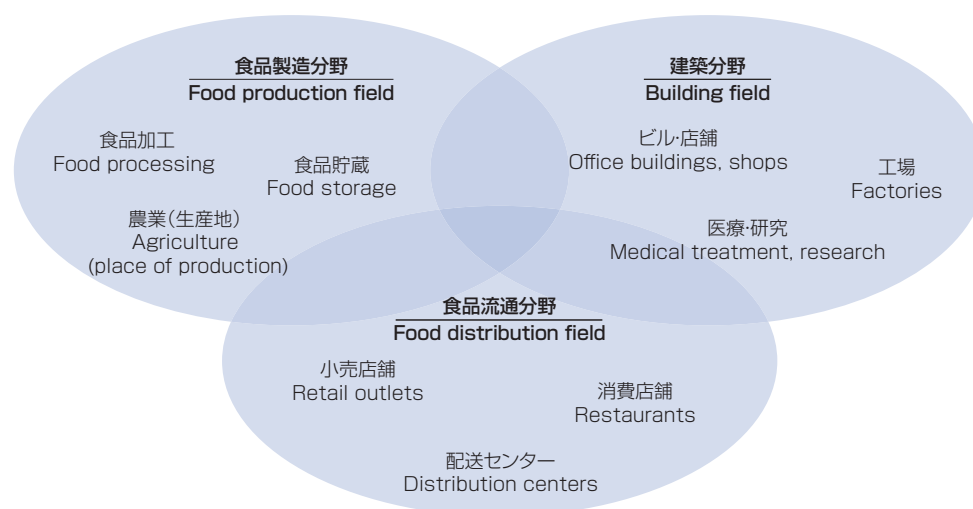 食品製造分野
Food production field
食品加工
Food processing
食品貯蔵
Food storage
農業(生産地)
Agriculture
(place of production)
建築分野
Building field
ビル・店舗
Office buildings, shops
工場
Factories
医療・研究
Medical treatment, research
食品流通分野
Food distribution field
小売店舗
Retail outlets
消費店舗
Restaurants
配送センター
Distribution centers